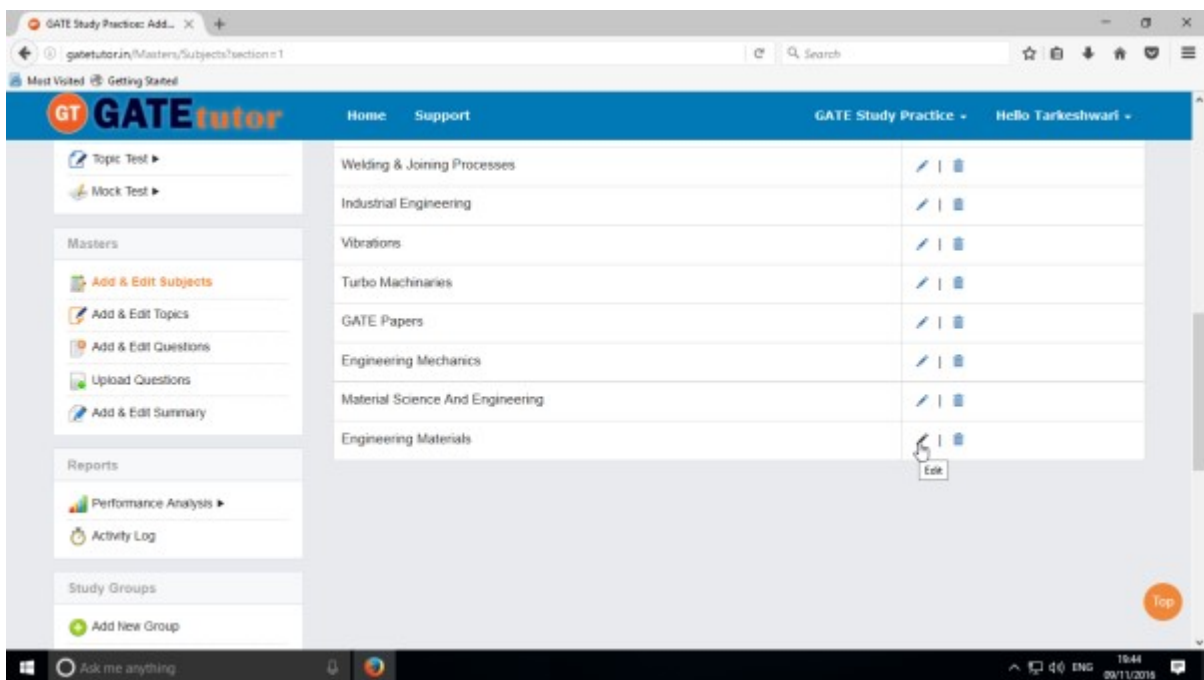 GATE Study Practice: Add...
gatetutor.in/Masters/Subjects?section=1
Search
Most Visited
Getting Started
GT GATEtutor
Home
Support
GATE Study Practice
Hello Tarkeshwari
Topic Test
Mock Test
Masters
Add & Edit Subjects
Add & Edit Topics
Add & Edit Questions
Upload Questions
Add & Edit Summary
Reports
Performance Analysis
Activity Log
Study Groups
Add New Group
Welding & Joining Processes
Industrial Engineering
Vibrations
Turbo Machinaries
GATE Papers
Engineering Mechanics
Material Science And Engineering
Engineering Materials
Edit
Top
Ask me anything
ENG
19:44
09/11/2016